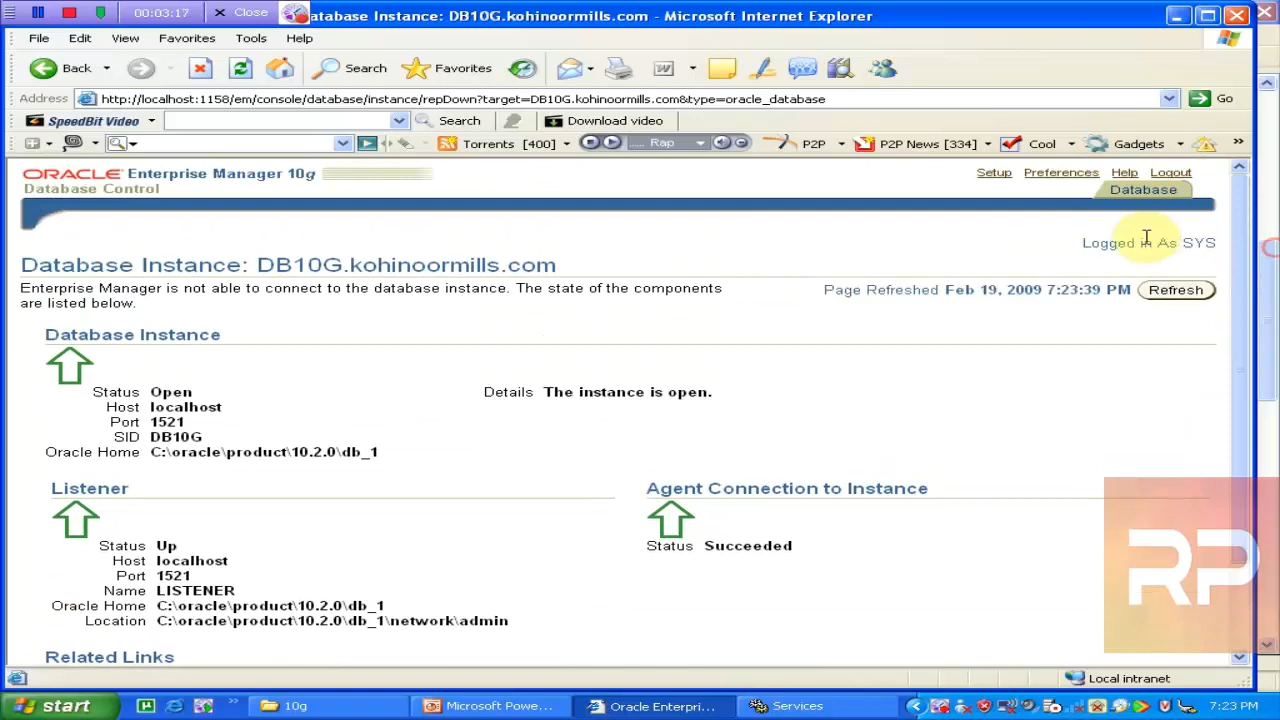 00:03:17 Close
Database Instance: DB10G.kohinoormills.com - Microsoft Internet Explorer
File Edit View Favorites Tools Help
Back Search Favorites
Address http://localhost:1158/em/console/database/instance/repDown?target=DB10G.kohinoormills.com&type=oracle_database Go
SpeedBit Video Search Download video
Torrents [400] Rap P2P P2P News [334] Cool Gadgets
ORACLE Enterprise Manager 10g
Setup Preferences Help Logout
Database Control
Database
Logged in As SYS
Database Instance: DB10G.kohinoormills.com
Enterprise Manager is not able to connect to the database instance. The state of the components
are listed below.
Page Refreshed Feb 19, 2009 7:23:39 PM Refresh
Database Instance
Status Open
Details The instance is open.
Host localhost
Port 1521
SID DB10G
Oracle Home C:\oracle\product\10.2.0\db_1
Listener
Status Up
Host localhost
Port 1521
Name LISTENER
Oracle Home C:\oracle\product\10.2.0\db_1
Location C:\oracle\product\10.2.0\db_1\network\admin
Agent Connection to Instance
Status Succeeded
Related Links
RP
Local intranet
start 10g Microsoft Powe... Oracle Enterpri... Services 7:23 PM